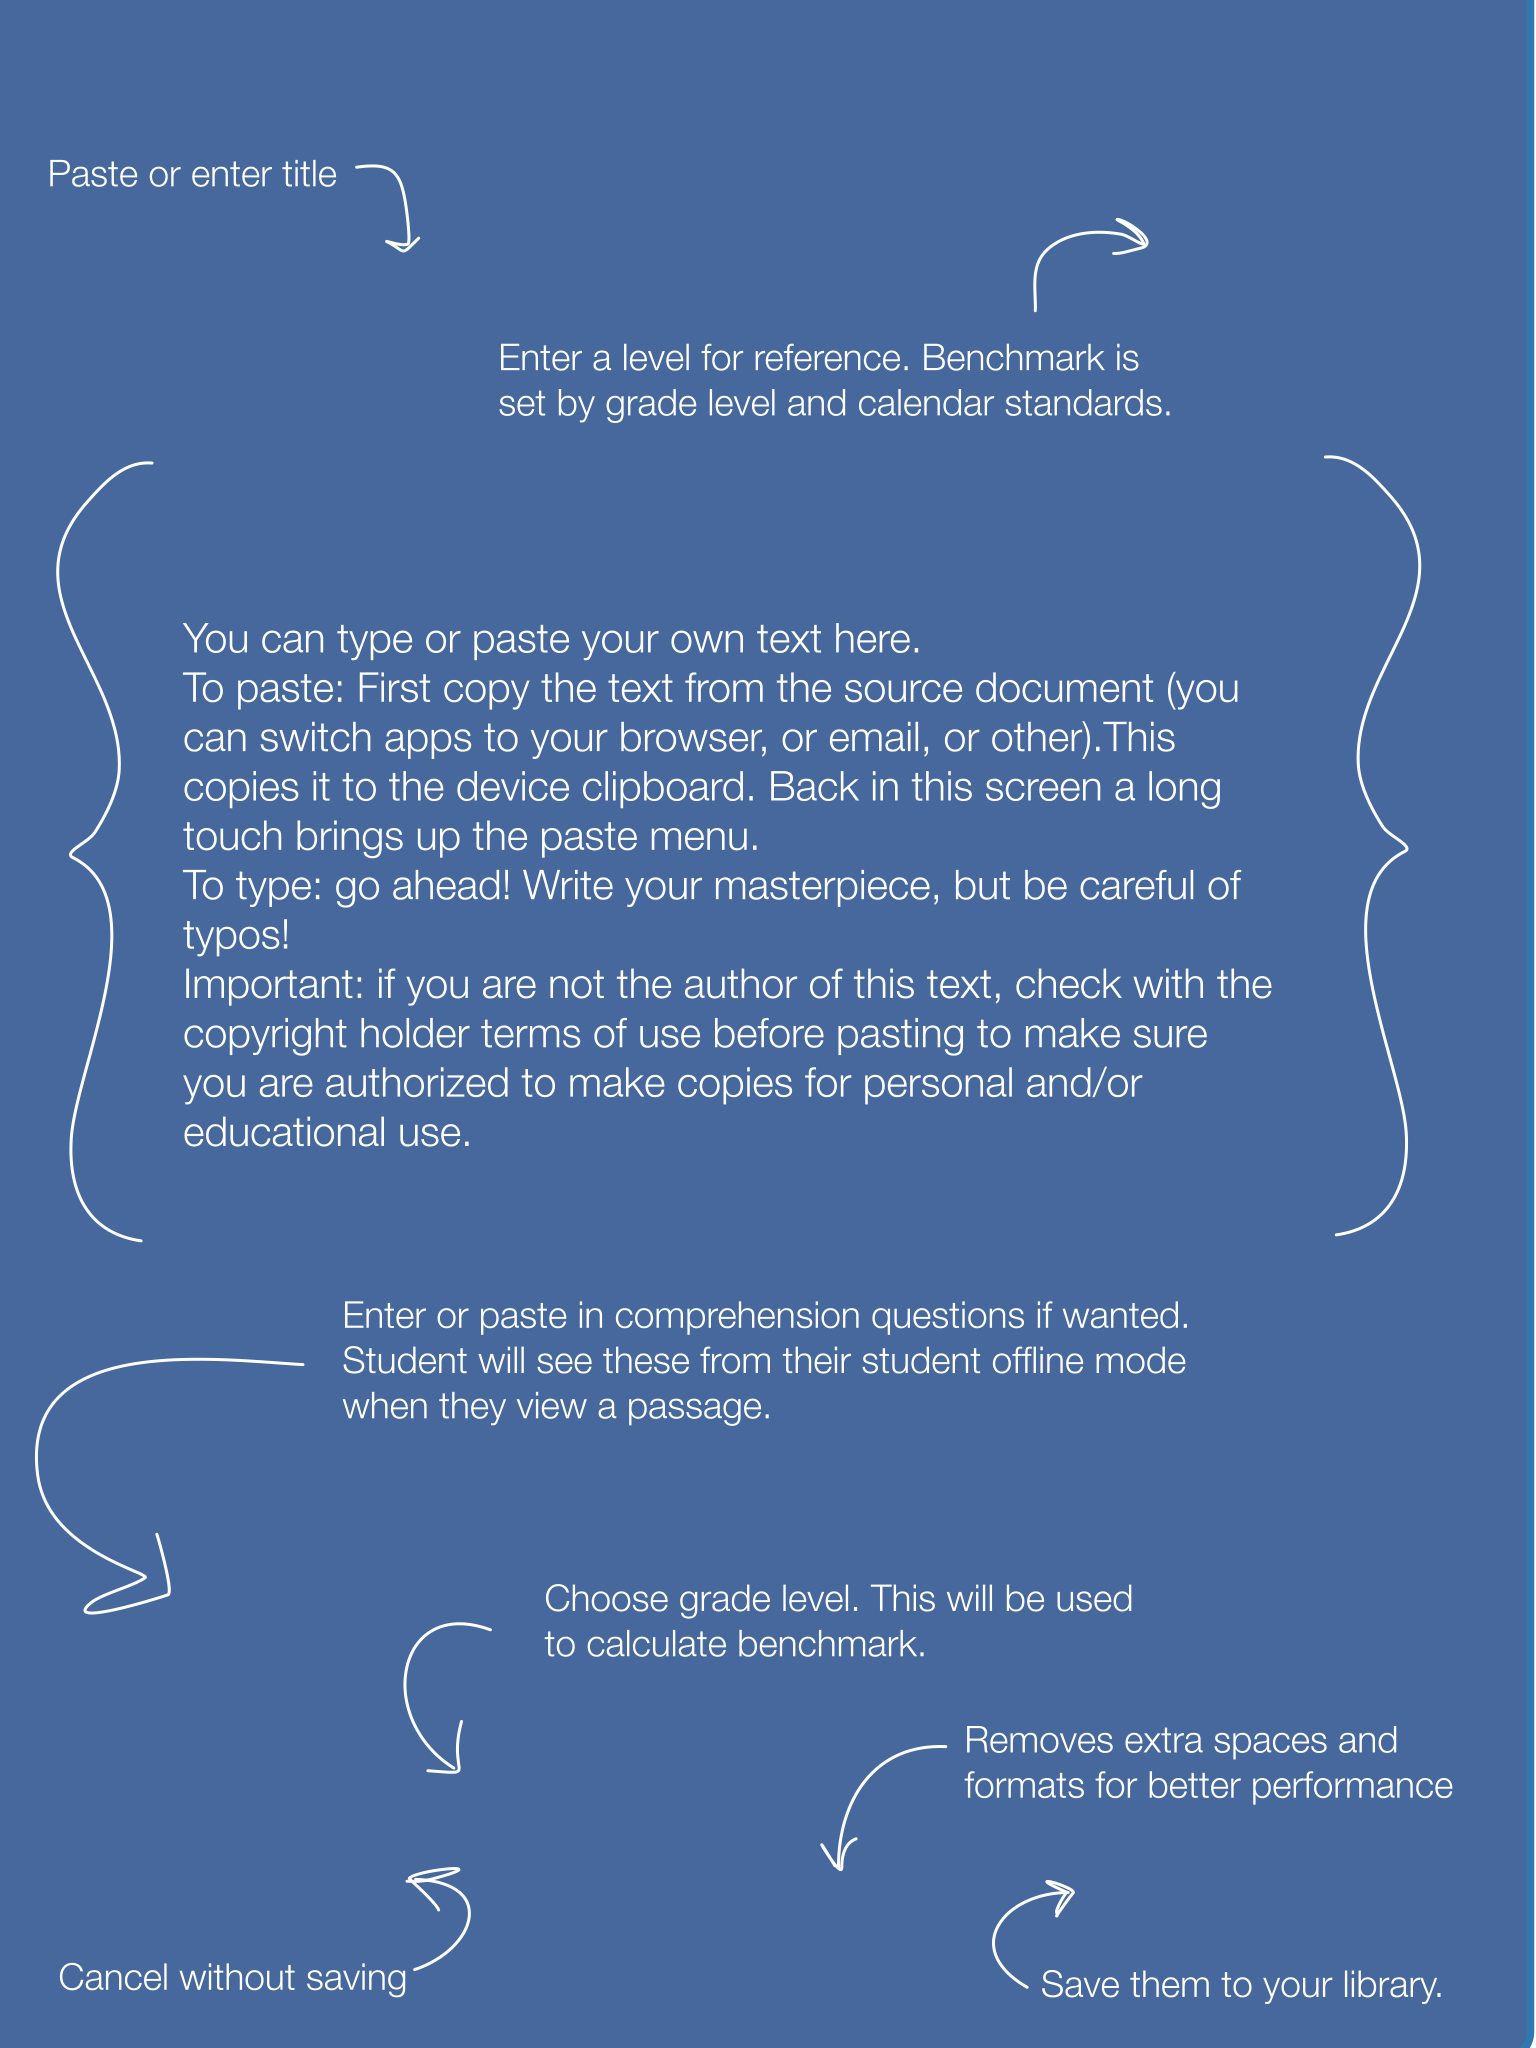 Paste or enter title
Enter a level for reference. Benchmark is
set by grade level and calendar standards.
You can type or paste your own text here.
To paste: First copy the text from the source document (you
can switch apps to your browser, or email, or other).This
copies it to the device clipboard. Back in this screen a long
touch brings up the paste menu.
To type: go ahead! Write your masterpiece, but be careful of
typos!
Important: if you are not the author of this text, check with the
copyright holder terms of use before pasting to make sure
you are authorized to make copies for personal and/or
educational use.
Enter or paste in comprehension questions if wanted.
Student will see these from their student offline mode
when they view a passage.
Choose grade level. This will be used
to calculate benchmark.
Removes extra spaces and
formats for better performance
Cancel without saving
Save them to your library.